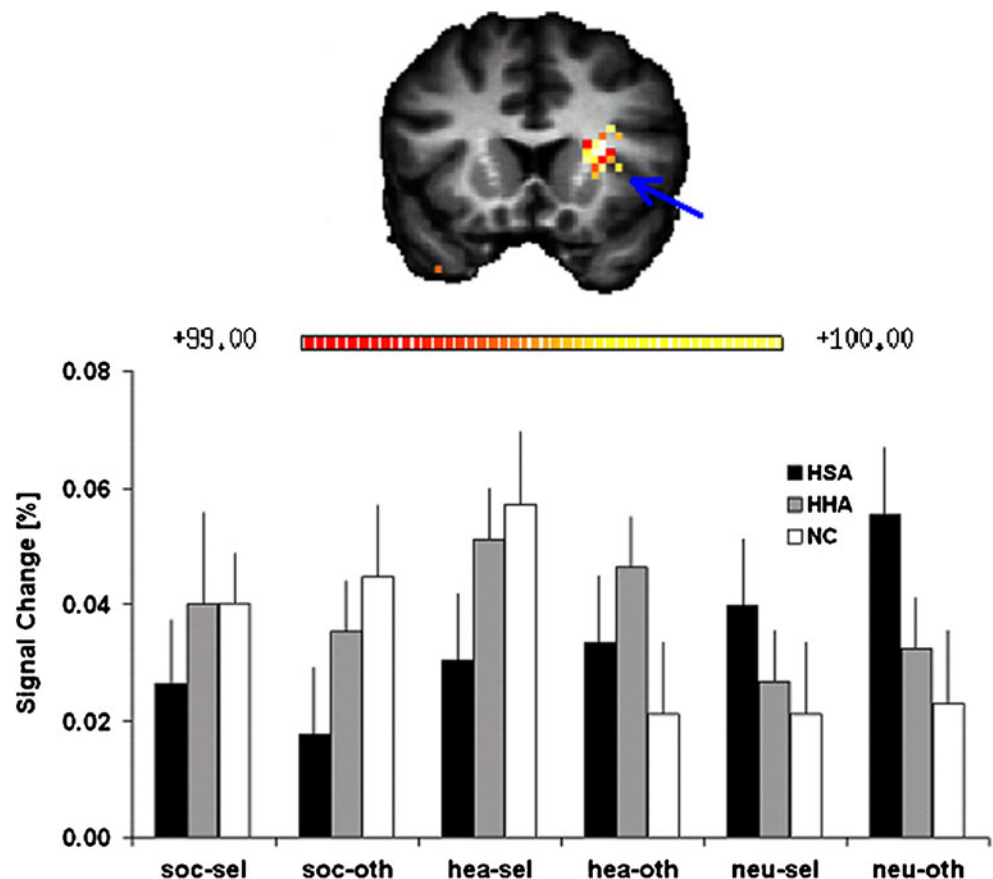 +99.00 +100.00
0.08
0.06
0.04
0.02
0.00
Signal Change [%]
HSA
HHA
NC
soc-sel soc-oth hea-sel hea-oth neu-sel neu-oth